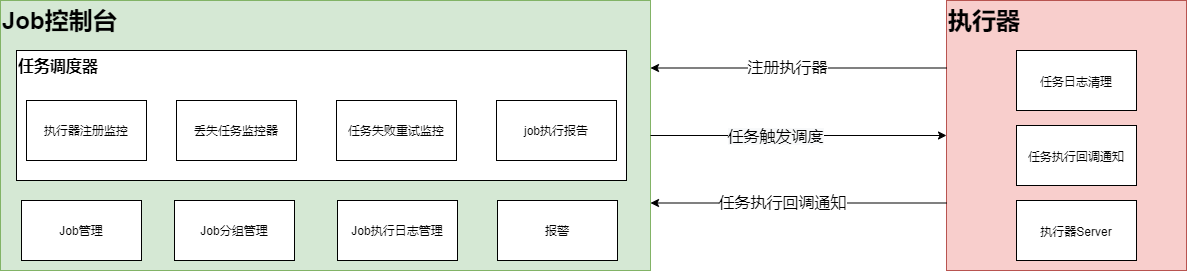 Job控制台
任务调度器
执行器注册监控
丢失任务监控器
任务失败重试监控
job执行报告
Job管理
Job分组管理
Job执行日志管理
报警
注册执行器
任务触发调度
任务执行回调通知
执行器
任务日志清理
任务执行回调通知
执行器Server